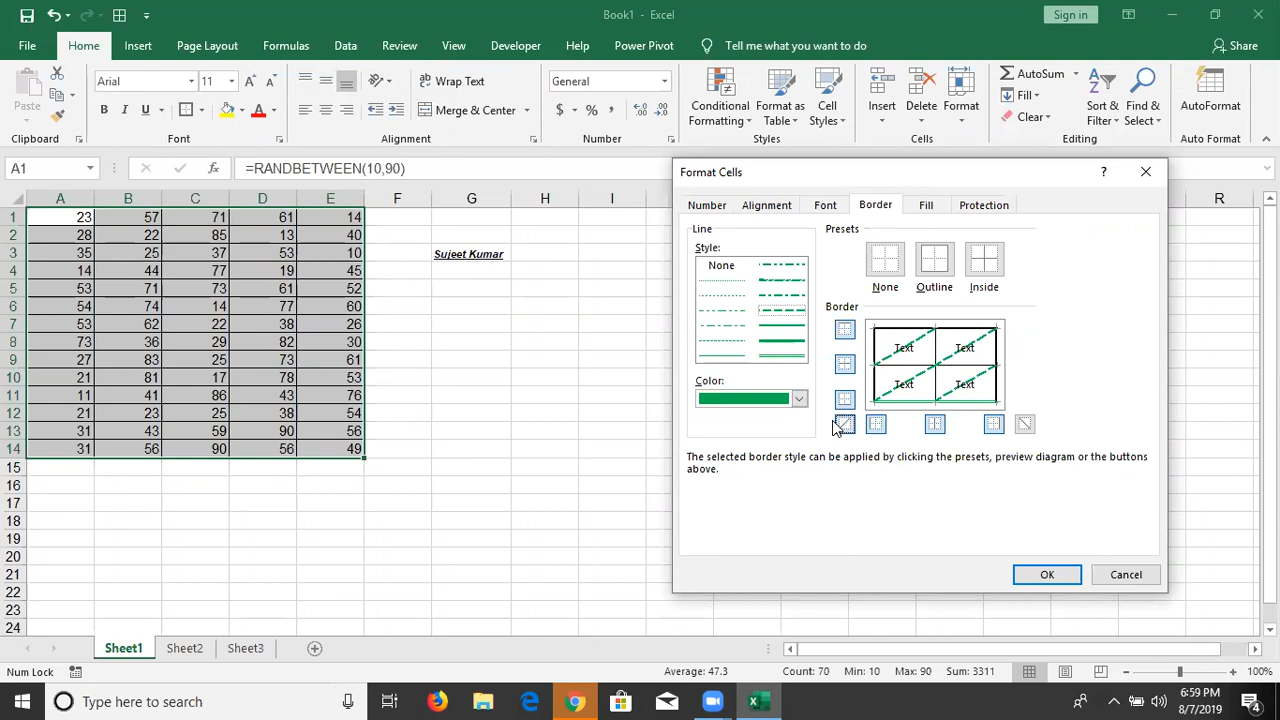 Book1 - Excel
Sign in
File Home Insert Page Layout Formulas Data Review View Developer Help Power Pivot Tell me what you want to do Share
Paste
Clipboard
Arial 11
B I U A
Font
Wrap Text
Merge & Center
Alignment
General
$ % ,
Number
Conditional Formatting
Format as Table
Cell Styles
Styles
Insert Delete Format
Cells
AutoSum
Fill
Clear
Sort & Filter
Find & Select
Editing
AutoFormat
Auto Format
A1 fx =RANDBETWEEN(10,90)
A B C D E F G H I R
1 23 57 71 61 14
2 28 22 85 13 40
3 35 25 37 53 10 Sujeet Kumar
4 14 44 77 19 45
5 53 71 73 61 52
6 54 74 14 77 60
7 53 62 22 38 26
8 73 36 29 82 30
9 27 83 25 73 61
10 21 81 17 78 53
11 11 41 86 43 76
12 21 23 25 38 54
13 31 43 59 90 56
14 31 56 90 56 49
15
16
17
18
19
20
21
22
23
24
Format Cells ?
Number Alignment Font Border Fill Protection
Line
Style:
None
Color:
Presets
None Outline Inside
Border
Text Text
Text Text
The selected border style can be applied by clicking the presets, preview diagram or the buttons
above.
OK Cancel
Sheet1 Sheet2 Sheet3
Num Lock Average: 47.3 Count: 70 Min: 10 Max: 90 Sum: 3311 100%
Type here to search
6:59 PM
8/7/2019
4